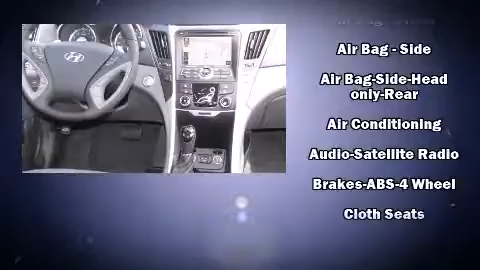 Air Bag - Side
Air Bag-Side-Head
only-Rear
Air Conditioning
Audio-Satellite Radio
Brakes-ABS-4 Wheel
Cloth Seats